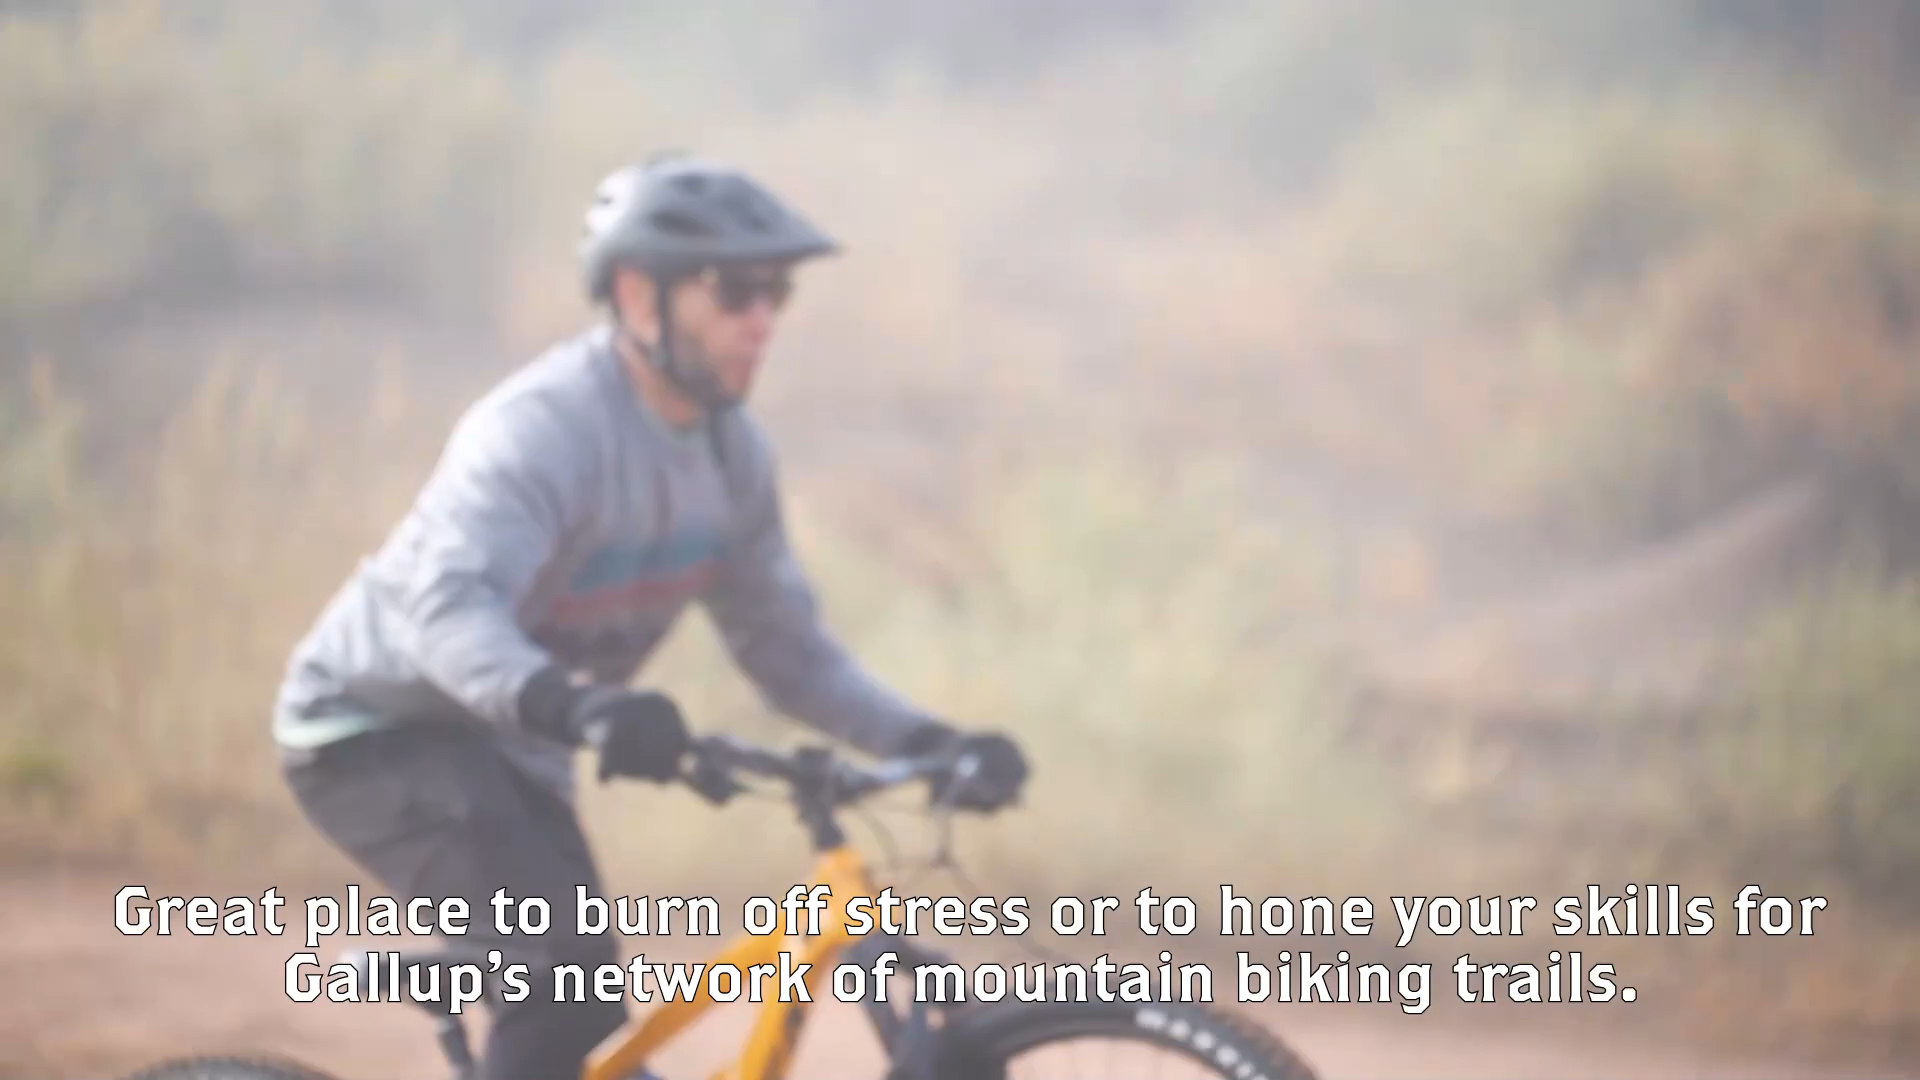 Great place to burn off stress or to hone your skills for
Gallup’s network of mountain biking trails.